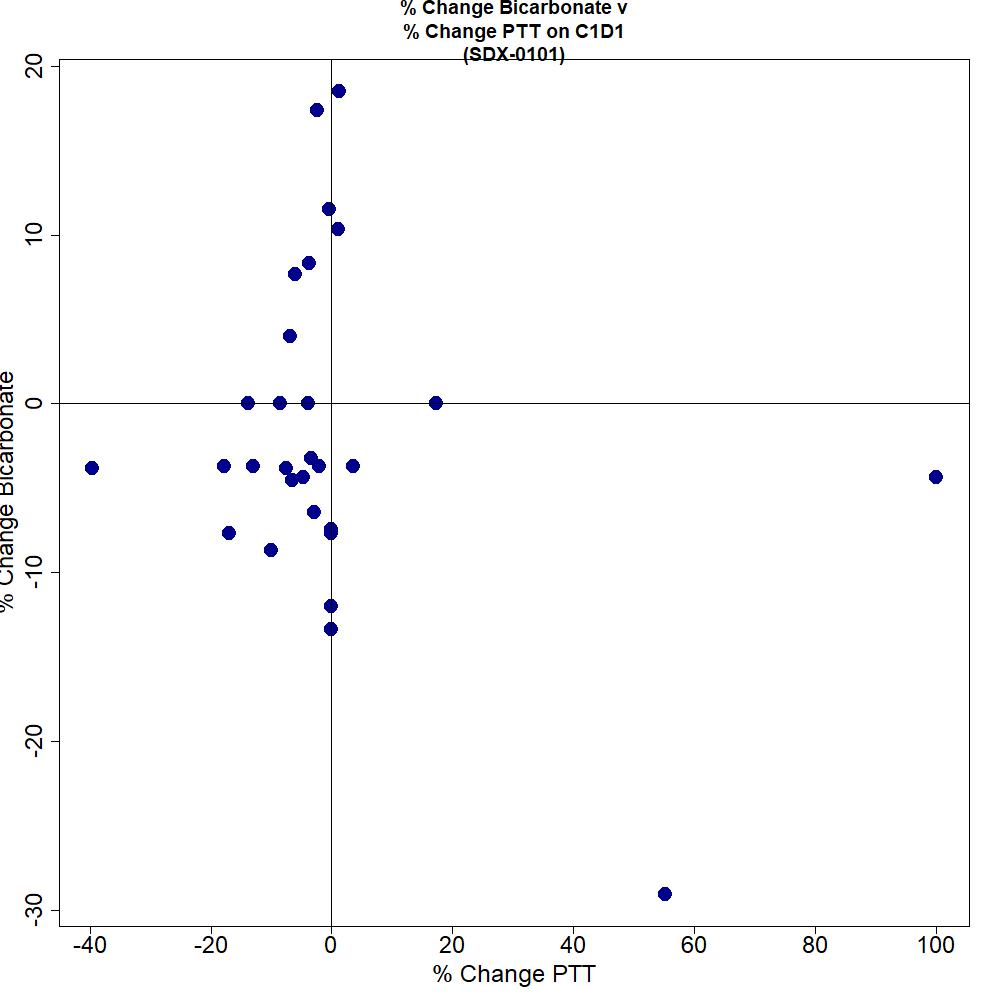 % Change Bicarbonate v
% Change PTT on C1D1
(SDX-0101)
20
10
0
-10
-20
-30
% Change Bicarbonate
-40
-20
0
20
40
60
80
100
% Change PTT